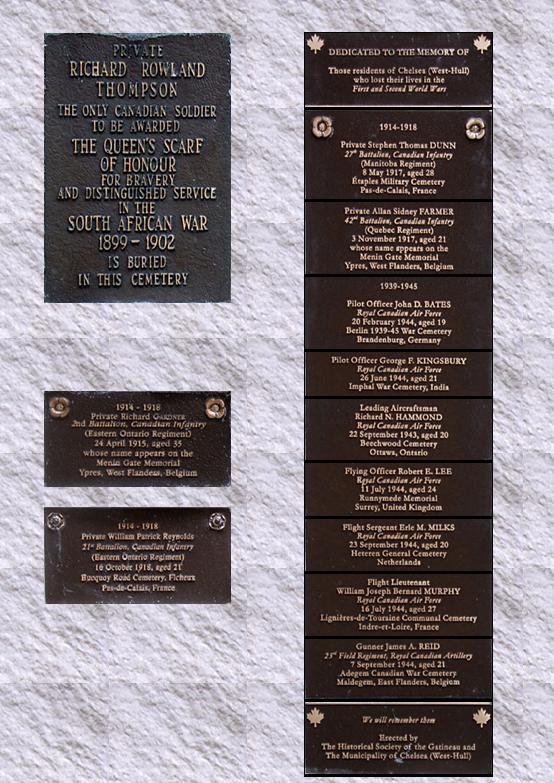 PRIVATE
RICHARD ROWLAND
THOMPSON
THE ONLY CANADIAN SOLDIER
TO BE AWARDED
THE QUEEN'S SCARF
OF HONOUR
FOR BRAVERY
AND DISTINGUISHED SERVICE
IN THE
SOUTH AFRICAN WAR
1899 – 1902
IS BURIED
IN THIS CEMETERY
1914 - 1918
Private Richard GARDNER
2nd Battalion, Canadian Infantry
(Eastern Ontario Regiment)
24 April 1915, aged 35
whose name appears on the
Menin Gate Memorial
Ypres, West Flanders, Belgium
1914 - 1918
Private William Patrick Reynolds
21st Battalion, Canadian Infantry
(Eastern Ontario Regiment)
16 October 1918, aged 21
Bucquoy Road Cemetery, Ficheux
Pas-de-Calais, France
DEDICATED TO THE MEMORY OF
Those residents of Chelsea (West-Hull)
who lost their lives in the
First and Second World Wars
1914-1918
Private Stephen Thomas DUNN
27th Battalion, Canadian Infantry
(Manitoba Regiment)
8 May 1917, aged 28
Étaples Military Cemetery
Pas-de-Calais, France
Private Allan Sidney FARMER
42nd Battalion, Canadian Infantry
(Quebec Regiment)
3 November 1917, aged 21
whose name appears on the
Menin Gate Memorial
Ypres, West Flanders, Belgium
1939-1945
Pilot Officer John D. BATES
Royal Canadian Air Force
20 February 1944, aged 19
Berlin 1939-45 War Cemetery
Brandenburg, Germany
Pilot Officer George F. KINGSBURY
Royal Canadian Air Force
26 June 1944, aged 21
Imphal War Cemetery, India
Leading Aircraftsman
Richard N. HAMMOND
Royal Canadian Air Force
22 September 1943, aged 20
Beechwood Cemetery
Ottawa, Ontario
Flying Officer Robert E. LEE
Royal Canadian Air Force
11 July 1944, aged 24
Runnymede Memorial
Surrey, United Kingdom
Flight Sergeant Erle M. MILKS
Royal Canadian Air Force
23 September 1944, aged 20
Heteren General Cemetery
Netherlands
Flight Lieutenant
William Joseph Bernard MURPHY
Royal Canadian Air Force
16 July 1944, aged 27
Lignières-de-Touraine Communal Cemetery
Indre-et-Loire, France
Gunner James A. REID
23rd Field Regiment, Royal Canadian Artillery
7 September 1944, aged 21
Adegem Canadian War Cemetery
Maldegem, East Flanders, Belgium
We will remember them
Erected by
The Historical Society of the Gatineau and
The Municipality of Chelsea (West-Hull)